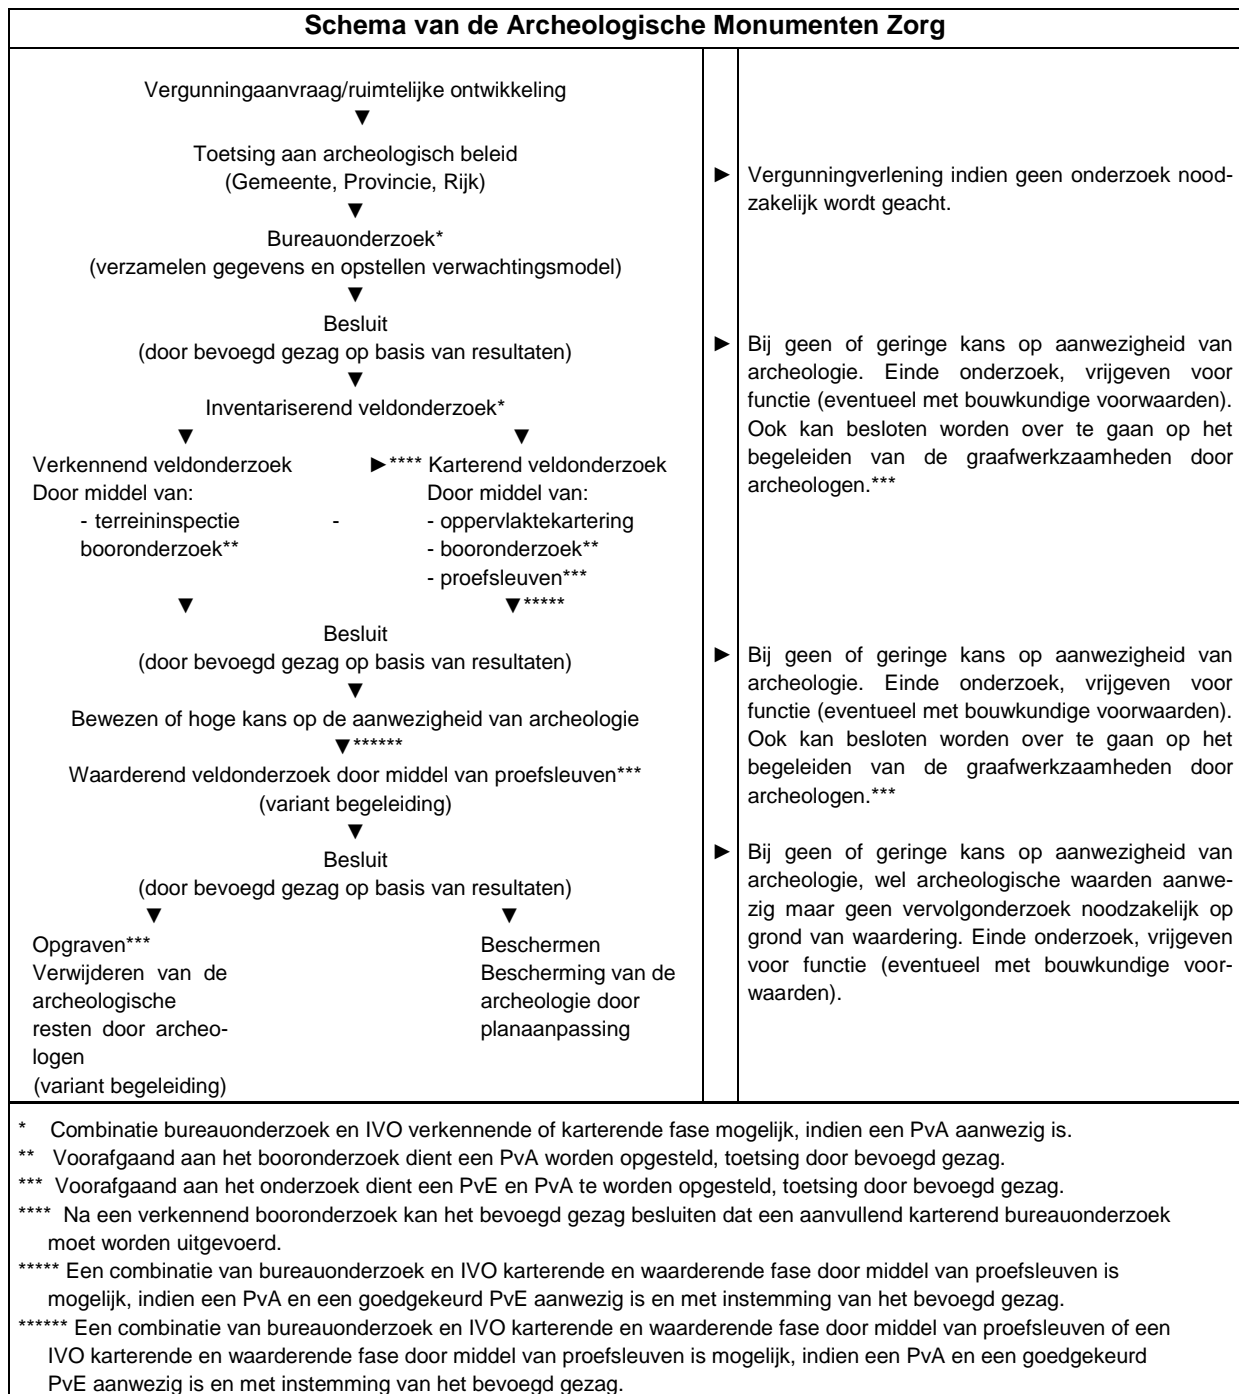 Schema van de Archeologische Monumenten Zorg
Vergunningaanvraag/ruimtelijke ontwikkeling
▼
Toetsing aan archeologisch beleid
(Gemeente, Provincie, Rijk)
▼
Bureauonderzoek*
(verzamelen gegevens en opstellen verwachtingsmodel)
▼
Besluit
(door bevoegd gezag op basis van resultaten)
▼
Inventariserend veldonderzoek*
▼ ▼
Verkennend veldonderzoek ►**** Karterend veldonderzoek
Door middel van: Door middel van:
- terreininspectie - - oppervlaktekartering
booronderzoek** - booronderzoek**
- proefsleuven***
▼ ▼*****
Besluit
(door bevoegd gezag op basis van resultaten)
▼
Bewezen of hoge kans op de aanwezigheid van archeologie
▼******
Waarderend veldonderzoek door middel van proefsleuven***
(variant begeleiding)
▼
Besluit
(door bevoegd gezag op basis van resultaten)
▼ ▼
Opgraven*** Beschermen
Verwijderen van de Bescherming van de
archeologische archeologie door
resten door archeo- planaanpassing
logen
(variant begeleiding)
► Vergunningverlening indien geen onderzoek nood-
zakelijk wordt geacht.
► Bij geen of geringe kans op aanwezigheid van
archeologie. Einde onderzoek, vrijgeven voor
functie (eventueel met bouwkundige voorwaarden).
Ook kan besloten worden over te gaan op het
begeleiden van de graafwerkzaamheden door
archeologen.***
► Bij geen of geringe kans op aanwezigheid van
archeologie. Einde onderzoek, vrijgeven voor
functie (eventueel met bouwkundige voorwaarden).
Ook kan besloten worden over te gaan op het
begeleiden van de graafwerkzaamheden door
archeologen.***
► Bij geen of geringe kans op aanwezigheid van
archeologie, wel archeologische waarden aanwe-
zig maar geen vervolgonderzoek noodzakelijk op
grond van waardering. Einde onderzoek, vrijgeven
voor functie (eventueel met bouwkundige voor-
waarden).
* Combinatie bureauonderzoek en IVO verkennende of karterende fase mogelijk, indien een PvA aanwezig is.
** Voorafgaand aan het booronderzoek dient een PvA worden opgesteld, toetsing door bevoegd gezag.
*** Voorafgaand aan het onderzoek dient een PvE en PvA te worden opgesteld, toetsing door bevoegd gezag.
**** Na een verkennend booronderzoek kan het bevoegd gezag besluiten dat een aanvullend karterend bureauonderzoek
moet worden uitgevoerd.
***** Een combinatie van bureauonderzoek en IVO karterende en waarderende fase door middel van proefsleuven is
mogelijk, indien een PvA en een goedgekeurd PvE aanwezig is en met instemming van het bevoegd gezag.
****** Een combinatie van bureauonderzoek en IVO karterende en waarderende fase door middel van proefsleuven of een
IVO karterende en waarderende fase door middel van proefsleuven is mogelijk, indien een PvA en een goedgekeurd
PvE aanwezig is en met instemming van het bevoegd gezag.